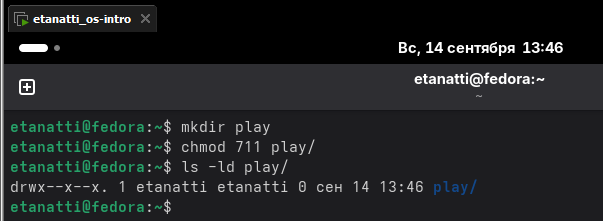 etanatti_os-intro
Вс, 14 сентября 13:46
etanatti@fedora:~
~
etanatti@fedora:~$ mkdir play
etanatti@fedora:~$ chmod 711 play/
etanatti@fedora:~$ ls -ld play/
drwx--x--x. 1 etanatti etanatti 0 сен 14 13:46 play/
etanatti@fedora:~$